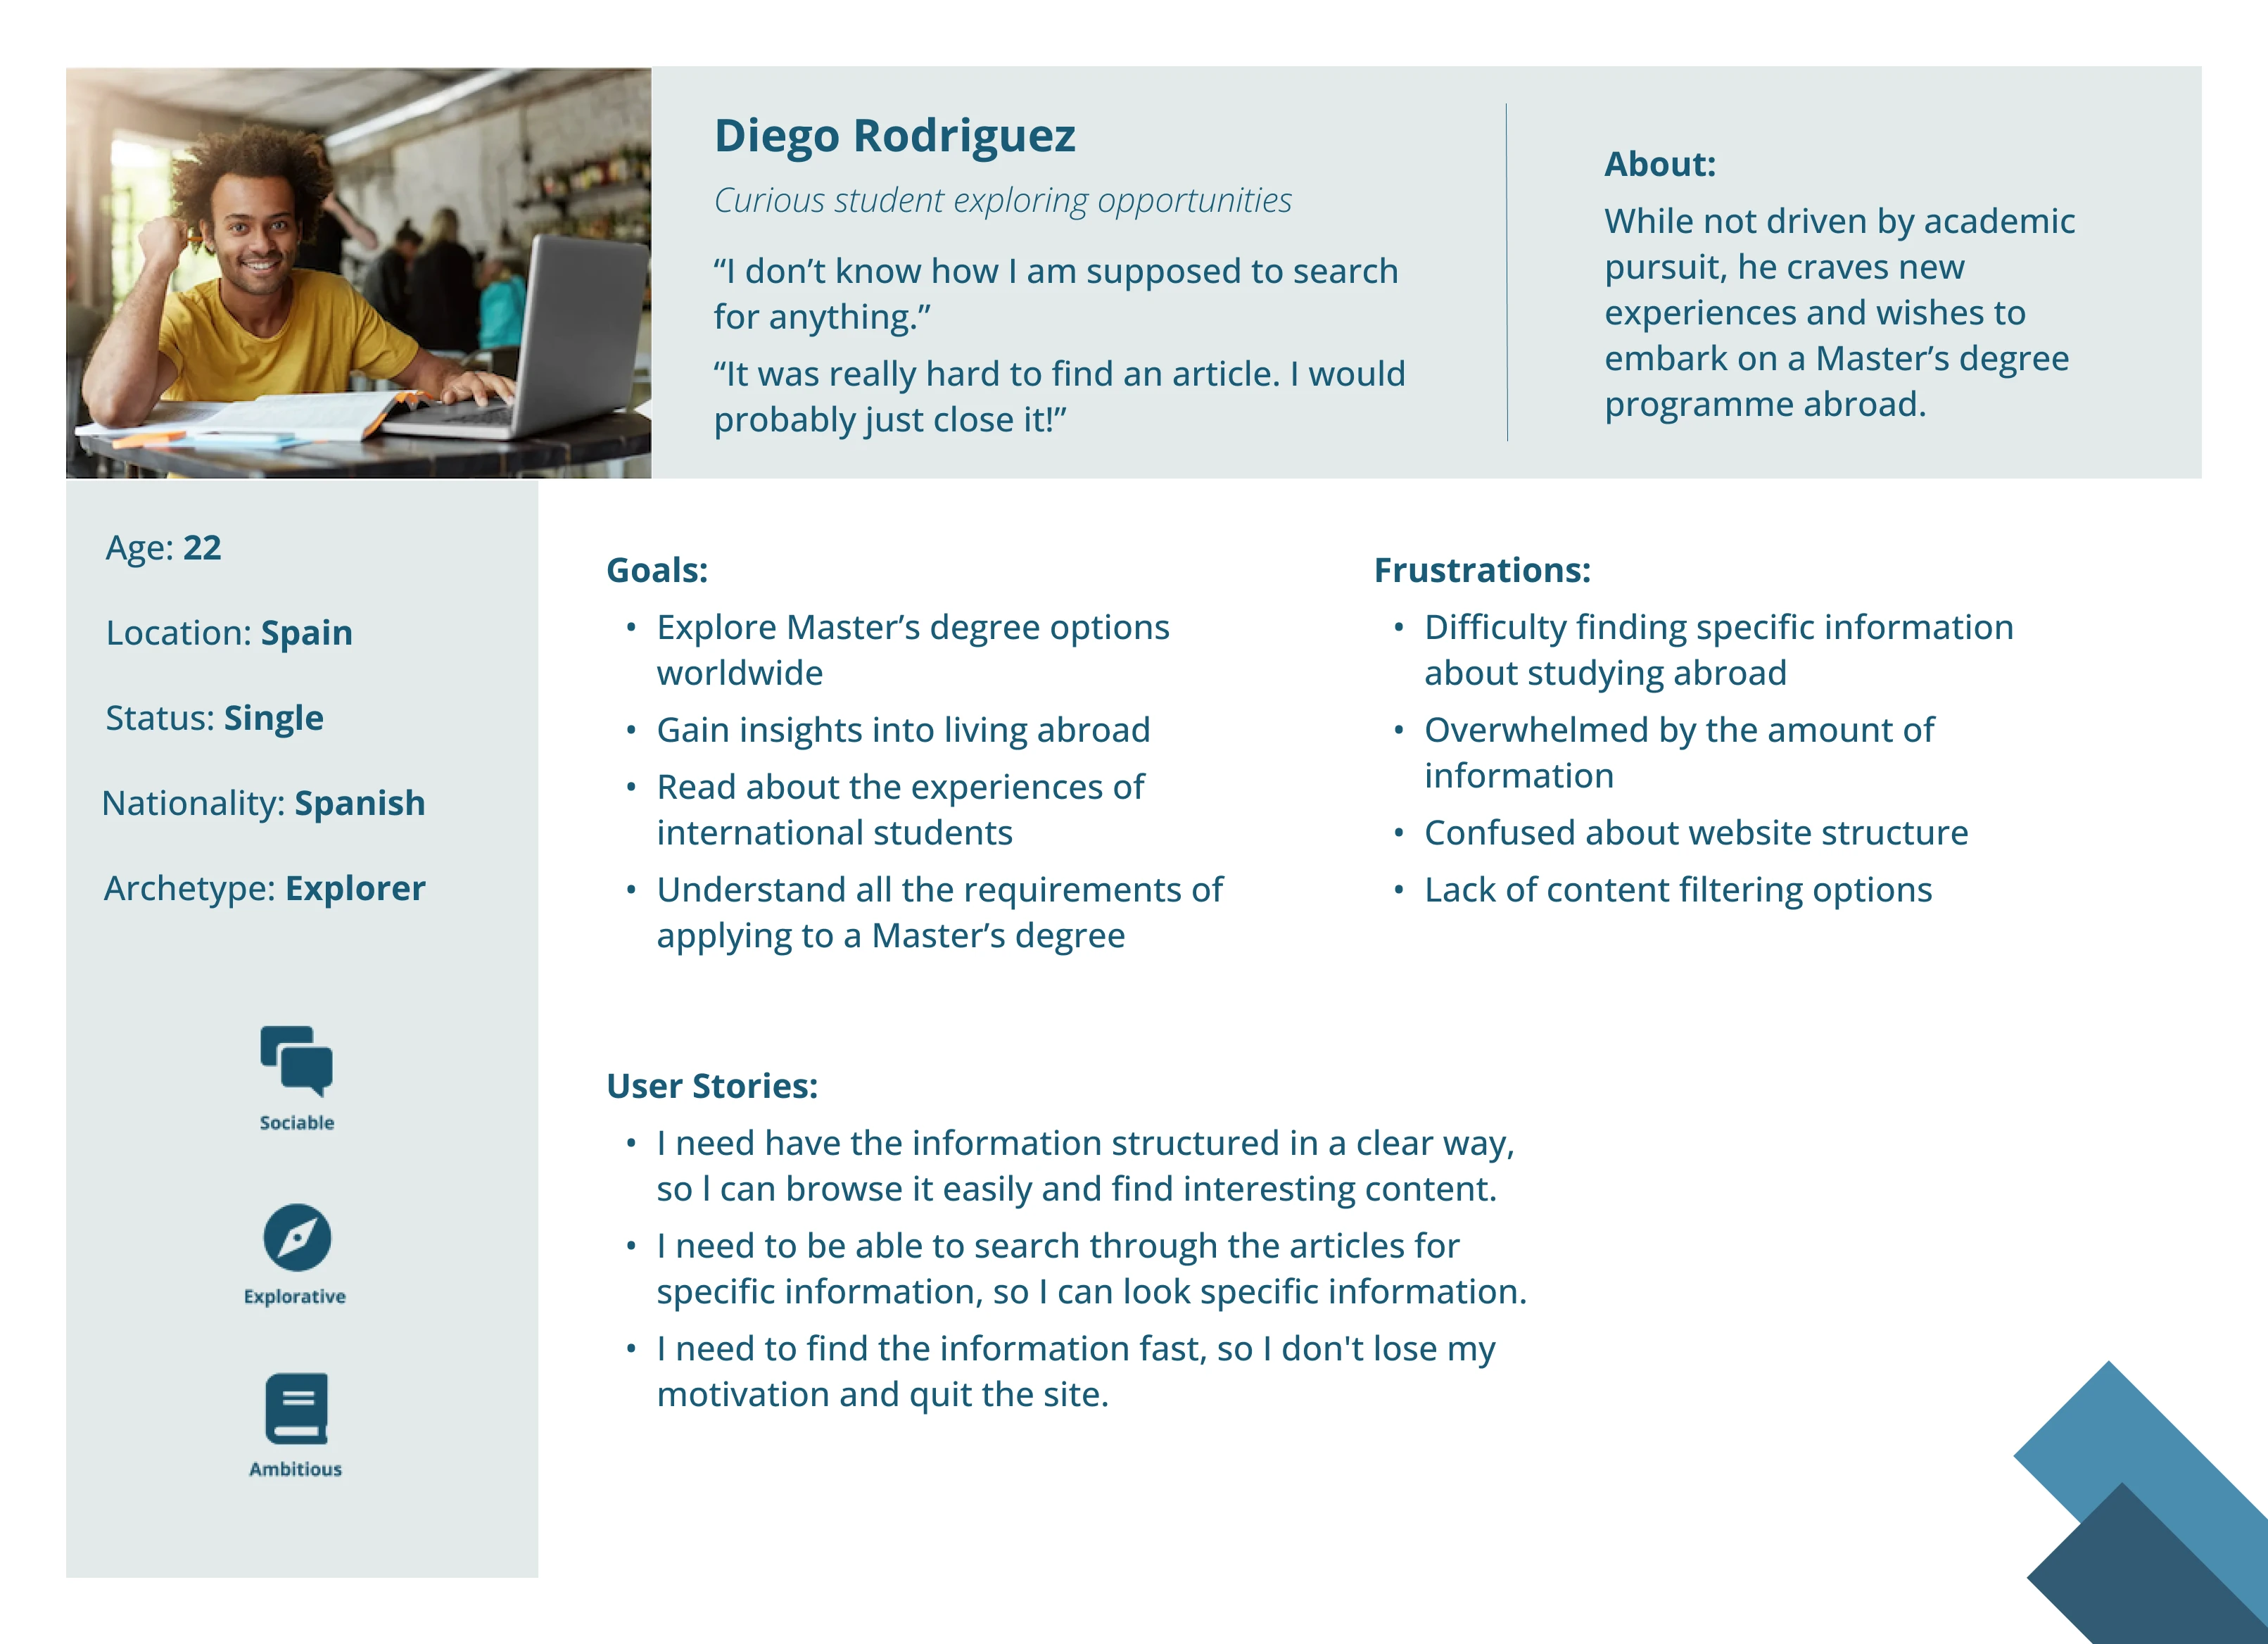 Diego Rodriguez
Curious student exploring opportunities
“I don’t know how I am supposed to search
for anything.”
“It was really hard to find an article. I would
probably just close it!”
About:
While not driven by academic
pursuit, he craves new
experiences and wishes to
embark on a Master’s degree
programme abroad.
Age: 22
Location: Spain
Status: Single
Nationality: Spanish
Archetype: Explorer
Sociable
Explorative
Ambitious
Goals:
• Explore Master’s degree options
worldwide
• Gain insights into living abroad
• Read about the experiences of
international students
• Understand all the requirements of
applying to a Master’s degree
Frustrations:
• Difficulty finding specific information
about studying abroad
• Overwhelmed by the amount of
information
• Confused about website structure
• Lack of content filtering options
User Stories:
• I need have the information structured in a clear way,
so l can browse it easily and find interesting content.
• I need to be able to search through the articles for
specific information, so I can look specific information.
• I need to find the information fast, so I don't lose my
motivation and quit the site.